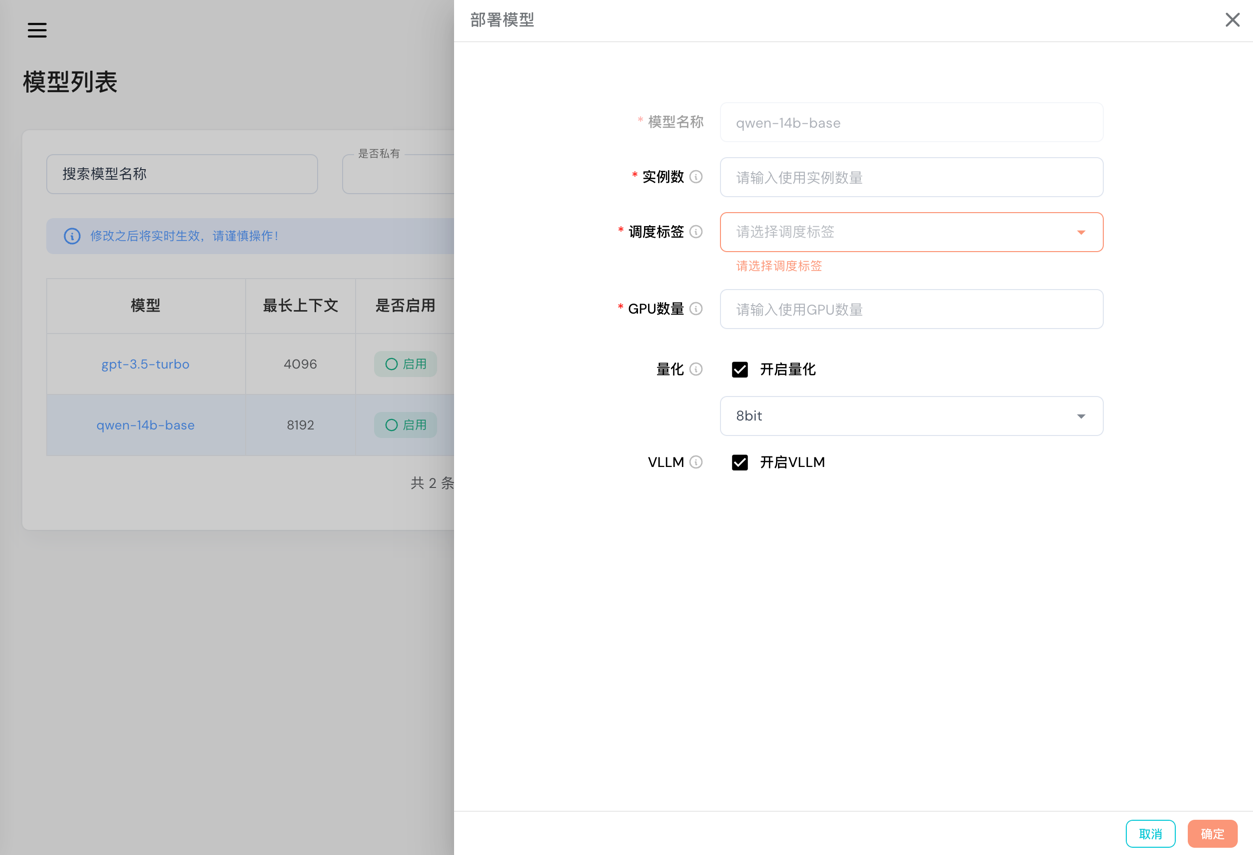 模型列表
搜索模型名称
是否私有
修改之后将实时生效，请谨慎操作！
模型
最长上下文
是否启用
gpt-3.5-turbo
4096
启用
qwen-14b-base
8192
启用
共 2 条
部署模型
* 模型名称
qwen-14b-base
* 实例数
请输入使用实例数量
* 调度标签
请选择调度标签
请选择调度标签
* GPU数量
请输入使用GPU数量
量化
开启量化
8bit
VLLM
开启VLLM
取消
确定